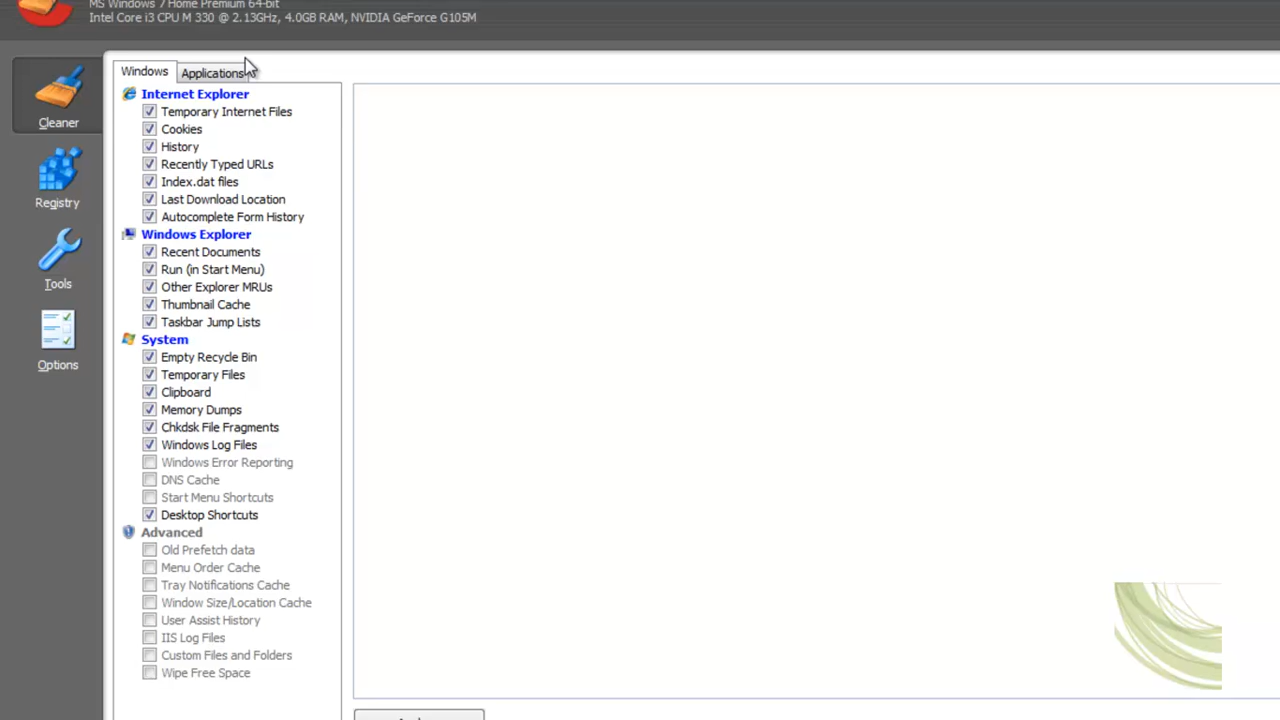 MS Windows 7 Home Premium 64-bit
Intel Core i3 CPU M 330 @ 2.13GHz, 4.0GB RAM, NVIDIA GeForce G105M
Windows
Applications
Cleaner
Registry
Tools
Options
Internet Explorer
Temporary Internet Files
Cookies
History
Recently Typed URLs
Index.dat files
Last Download Location
Autocomplete Form History
Windows Explorer
Recent Documents
Run (in Start Menu)
Other Explorer MRUs
Thumbnail Cache
Taskbar Jump Lists
System
Empty Recycle Bin
Temporary Files
Clipboard
Memory Dumps
Chkdsk File Fragments
Windows Log Files
Windows Error Reporting
DNS Cache
Start Menu Shortcuts
Desktop Shortcuts
Advanced
Old Prefetch data
Menu Order Cache
Tray Notifications Cache
Window Size/Location Cache
User Assist History
IIS Log Files
Custom Files and Folders
Wipe Free Space